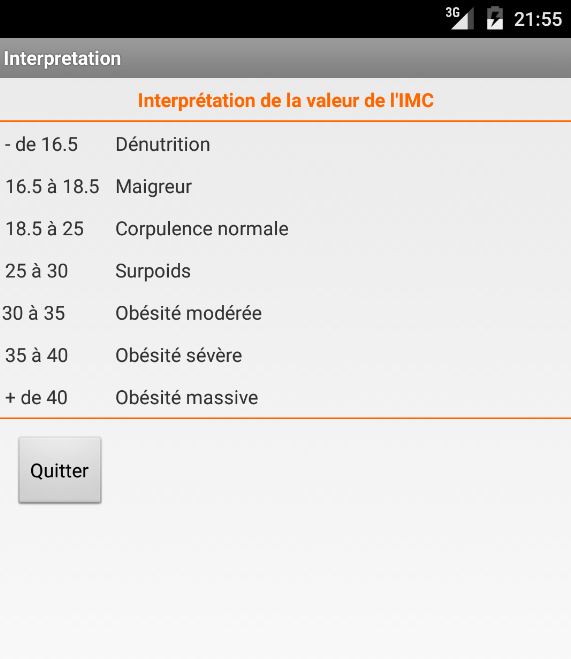 3G 21:55
Interpretation
Interprétation de la valeur de l'IMC
- de 16.5 Dénutrition
16.5 à 18.5 Maigreur
18.5 à 25 Corpulence normale
25 à 30 Surpoids
30 à 35 Obésité modérée
35 à 40 Obésité sévère
+ de 40 Obésité massive
Quitter